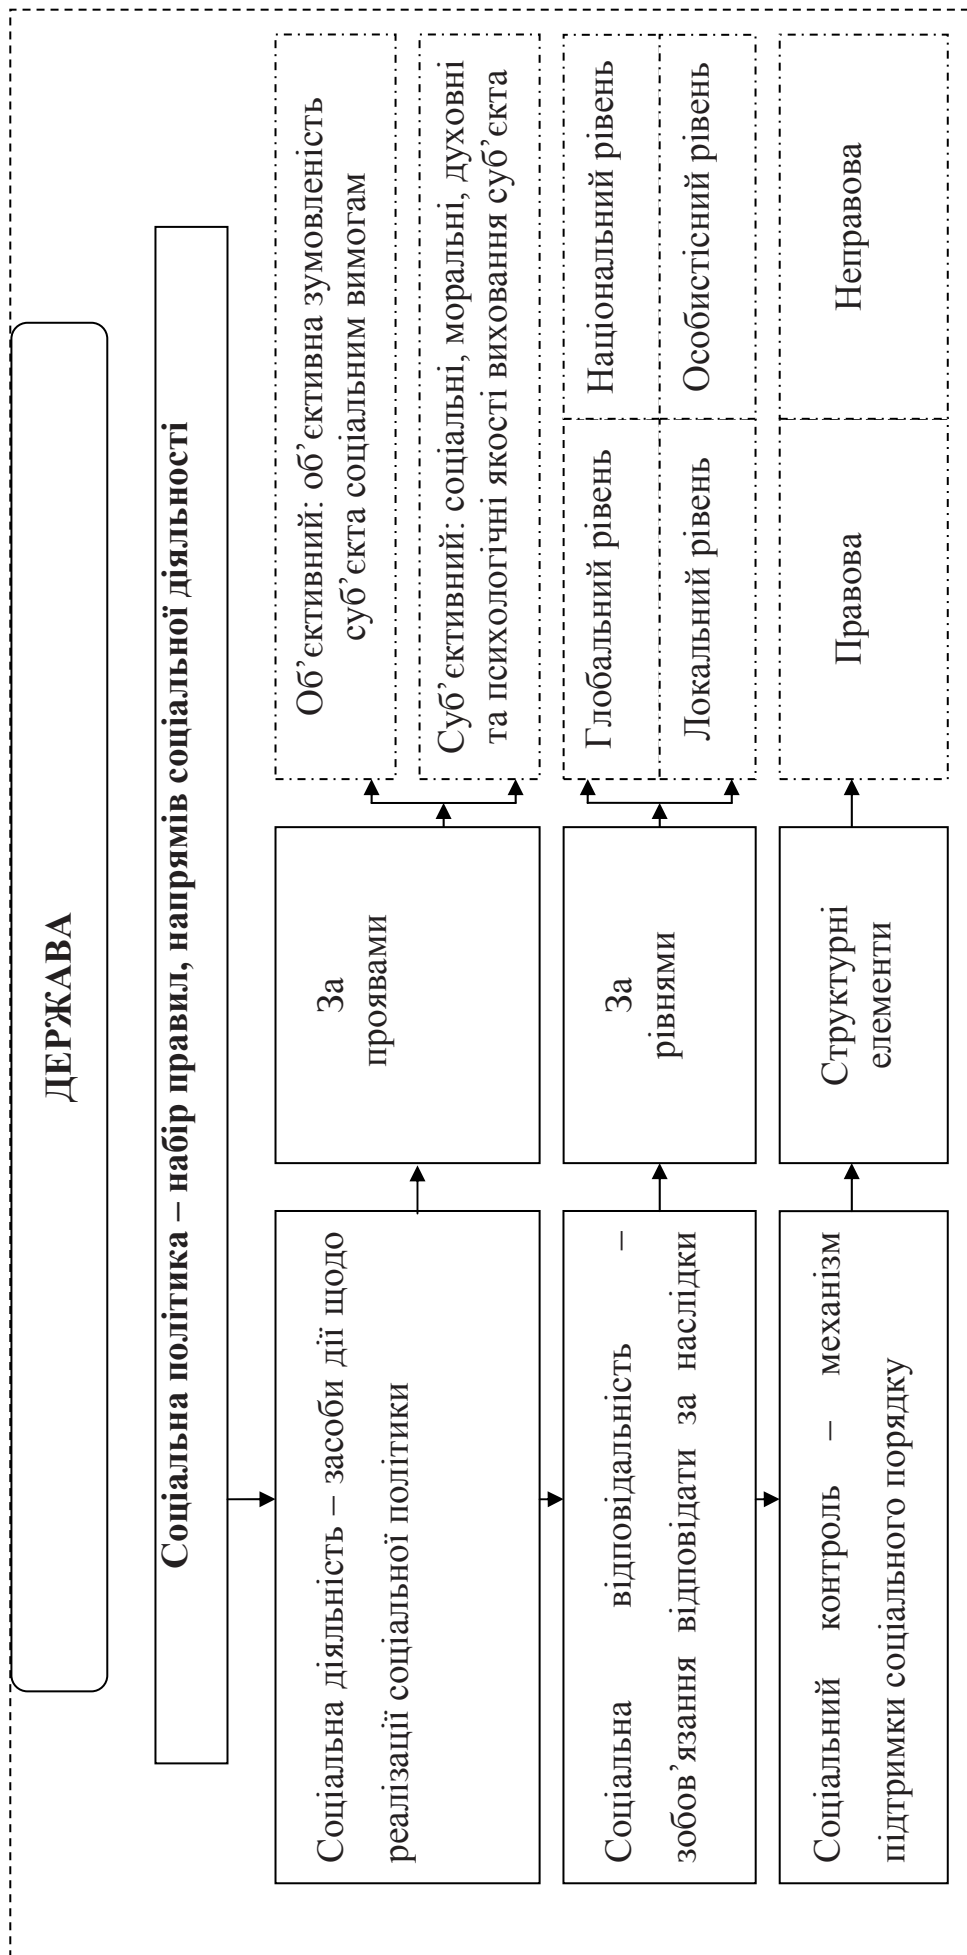 ДЕРЖАВА
Соціальна політика – набір правил, напрямів соціальної діяльності
Соціальна діяльність – засоби дії щодо
реалізації соціальної політики
За
проявами
Об’єктивний: об’єктивна зумовленість
суб’єкта соціальним вимогам
Суб’єктивний: соціальні, моральні, духовні
та психологічні якості виховання суб’єкта
Соціальна відповідальність –
зобов’язання відповідати за наслідки
За
рівнями
Глобальний рівень
Національний рівень
Локальний рівень
Особистісний рівень
Соціальний контроль – механізм
підтримки соціального порядку
Структурні
елементи
Правова
Неправова